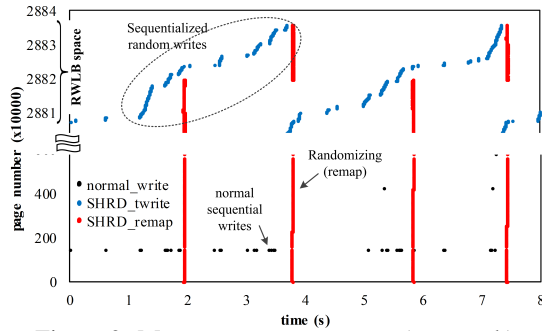 2884
2883
2882
2881
RWLB space
page number (x100000)
Sequentialized
random writes
400
200
0
normal_write
SHRD_twrite
SHRD_remap
normal
sequential
writes
Randomizing
(remap)
0 1 2 3 4 5 6 7 8
time (s)